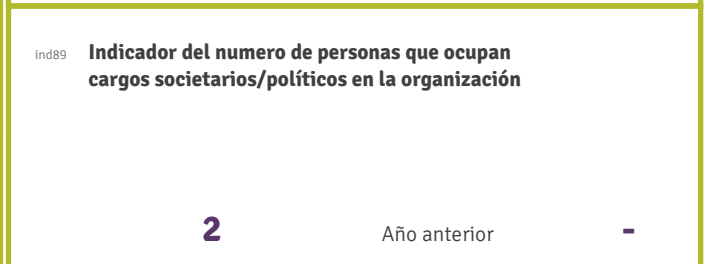 ind89 Indicador del numero de personas que ocupan
cargos societarios/políticos en la organización
2 Año anterior -